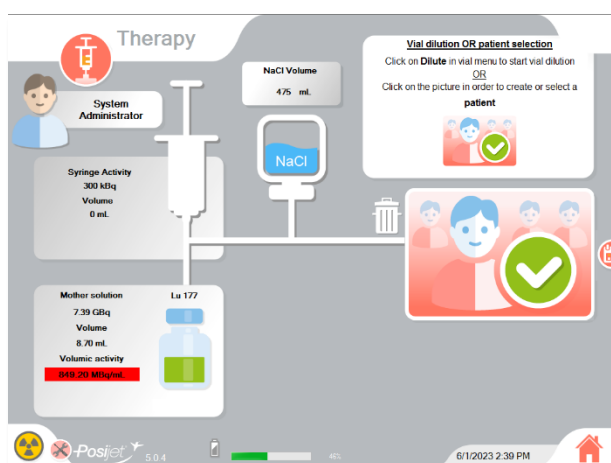 Therapy
E
System
Administrator
NaCl Volume
475 mL
Vial dilution OR patient selection
Click on Dilute in vial menu to start vial dilution
OR
Click on the picture in order to create or select a
patient
NaCl
Syringe Activity
300 kBq
Volume
0 mL
Mother solution Lu 177
7.39 GBq
Volume
8.70 mL
Volumic activity
849.20 MBq/mL
Posijet 5.0.4
46%
6/1/2023 2:39 PM